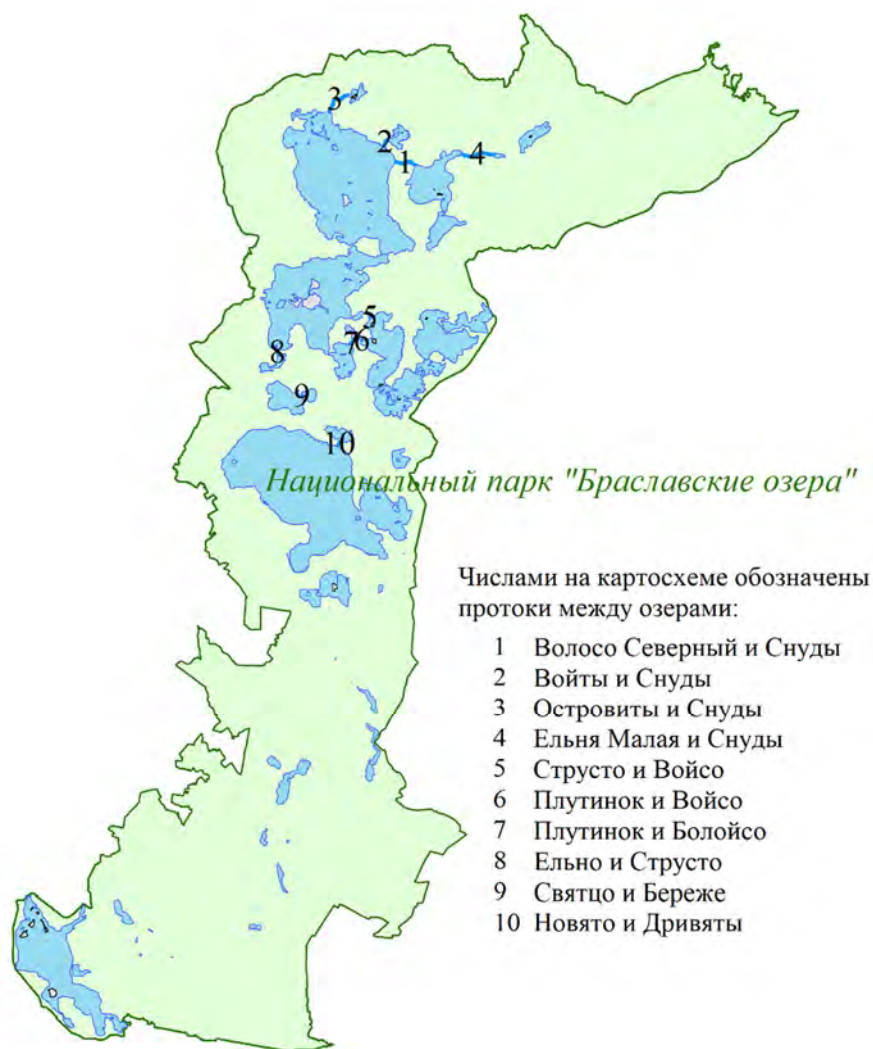 3
2
1
4
5
7
6
8
9
10
Национальный парк "Браславские озера"
Числами на картосхеме обозначены
протоки между озерами:
1 Волосо Северный и Снуды
2 Войты и Снуды
3 Островиты и Снуды
4 Ельня Малая и Снуды
5 Струсто и Войсо
6 Плутинок и Войсо
7 Плутинок и Болойсо
8 Ельно и Струсто
9 Святцо и Береже
10 Новято и Дривяты